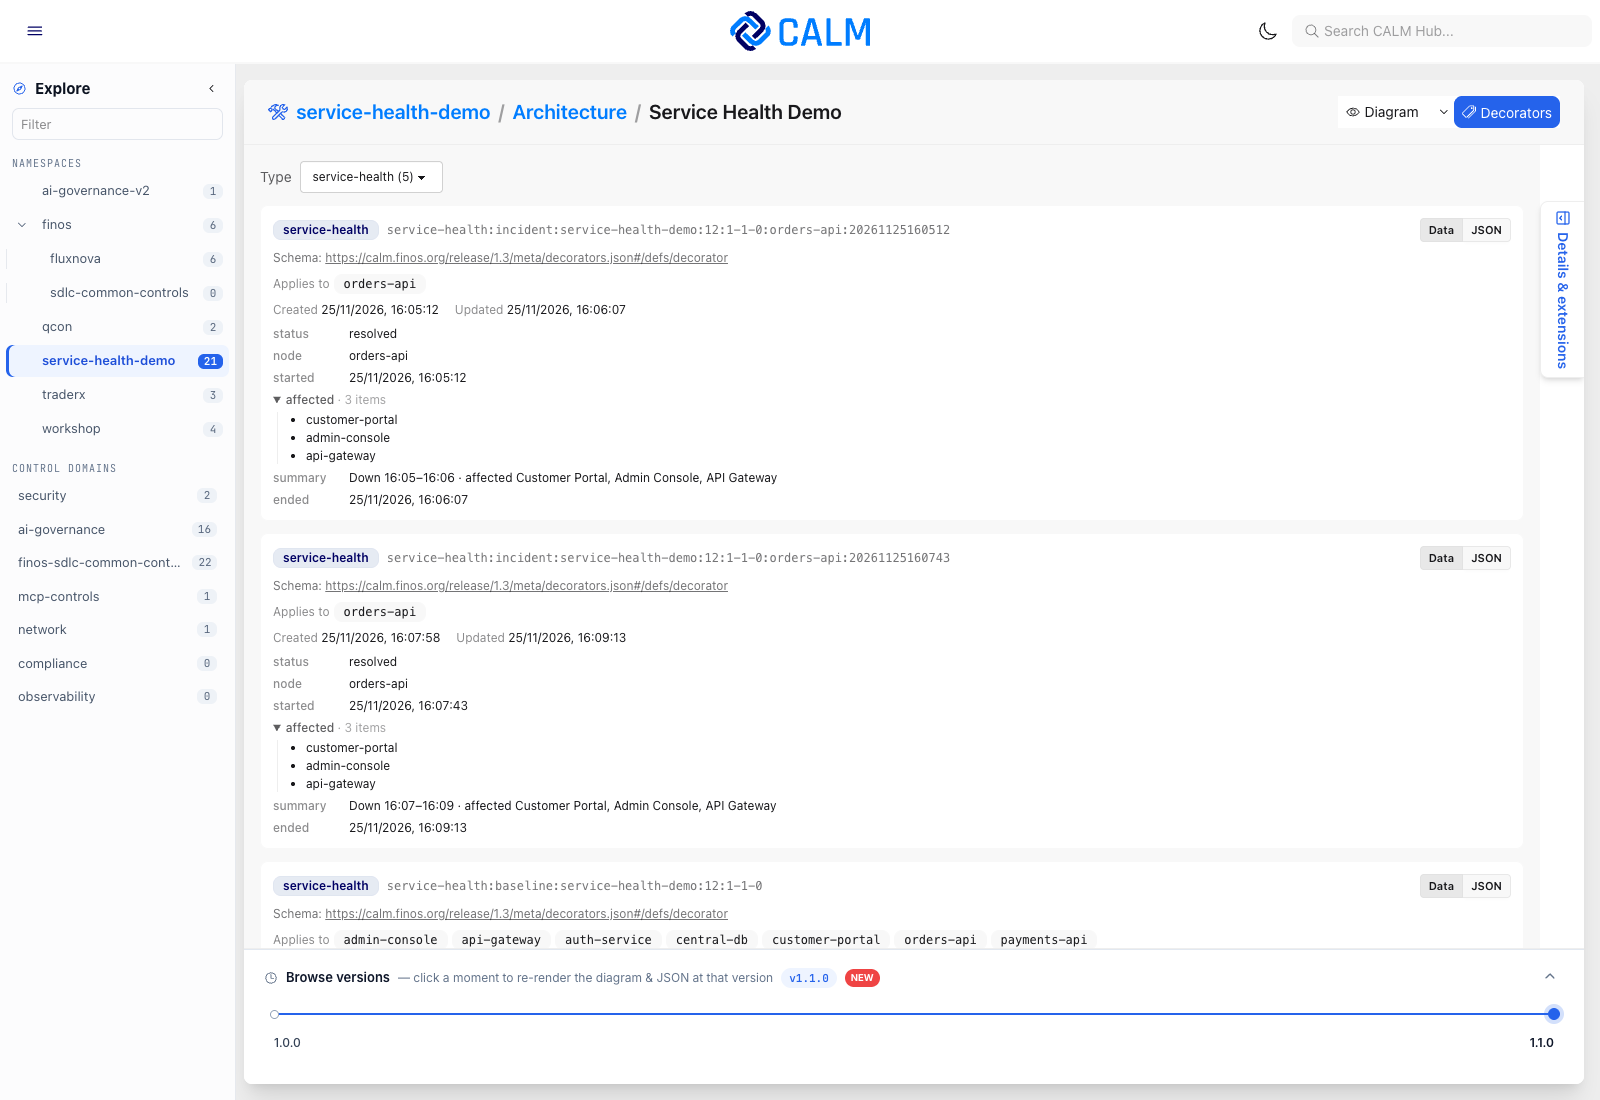 CALM
Search CALM Hub...
Explore
Filter
NAMESPACES
ai-governance-v2 1
finos 6
fluxnova 6
sdlc-common-controls 0
qcon 2
service-health-demo 21
traderx 3
workshop 4
CONTROL DOMAINS
security 2
ai-governance 16
finos-sdlc-common-cont... 22
mcp-controls 1
network 1
compliance 0
observability 0
service-health-demo / Architecture / Service Health Demo
Diagram
Decorators
Type service-health (5)
service-health service-health:incident:service-health-demo:12:1-1-0:orders-api:20261125160512 Data JSON
Schema: https://calm.finos.org/release/1.3/meta/decorators.json#/defs/decorator
Applies to orders-api
Created 25/11/2026, 16:05:12 Updated 25/11/2026, 16:06:07
status resolved
node orders-api
started 25/11/2026, 16:05:12
affected · 3 items
• customer-portal
• admin-console
• api-gateway
summary Down 16:05–16:06 · affected Customer Portal, Admin Console, API Gateway
ended 25/11/2026, 16:06:07
service-health service-health:incident:service-health-demo:12:1-1-0:orders-api:20261125160743 Data JSON
Schema: https://calm.finos.org/release/1.3/meta/decorators.json#/defs/decorator
Applies to orders-api
Created 25/11/2026, 16:07:58 Updated 25/11/2026, 16:09:13
status resolved
node orders-api
started 25/11/2026, 16:07:43
affected · 3 items
• customer-portal
• admin-console
• api-gateway
summary Down 16:07–16:09 · affected Customer Portal, Admin Console, API Gateway
ended 25/11/2026, 16:09:13
service-health service-health:baseline:service-health-demo:12:1-1-0 Data JSON
Schema: https://calm.finos.org/release/1.3/meta/decorators.json#/defs/decorator
Applies to admin-console api-gateway auth-service central-db customer-portal orders-api payments-api
Details & extensions
Browse versions — click a moment to re-render the diagram & JSON at that version v1.1.0 NEW
1.0.0 1.1.0